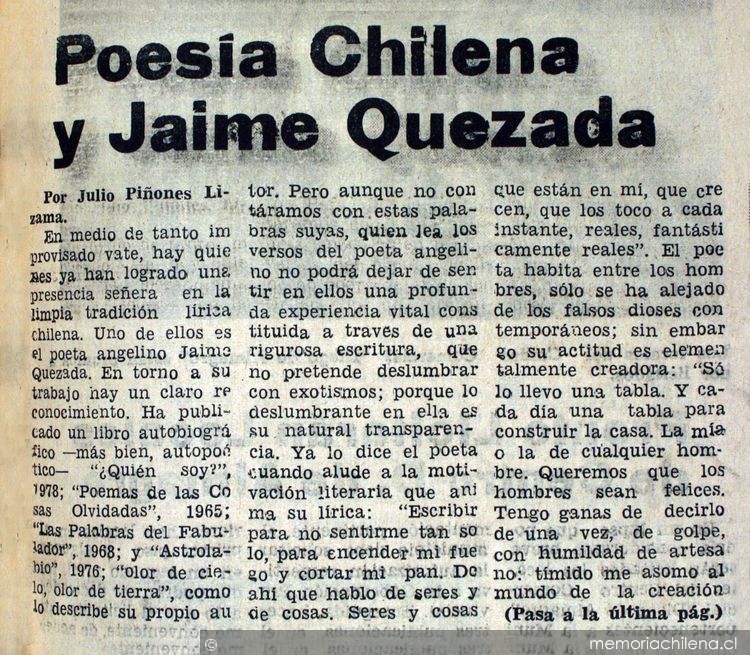 Poesía Chilena
y Jaime Quezada
Por Julio Piñones Li-
zama.
En medio de tanto im
provisado vate, hay quie
nes ya han logrado una
presencia señera en la
limpia tradición lírica
chilena. Uno de ellos es
el poeta angelino Jaime
Quezada. En torno a su
trabajo hay un claro re
conocimiento. Ha publi-
cado un libro autobiográ
fico —más bien, autopoé
tico— "¿Quién soy?",
1978; "Poemas de las Co
sas Olvidadas", 1965;
"Las Palabras del Fabu-
lador", 1968; y "Astrola-
bio", 1976; "olor de cie-
lo, olor de tierra", como
lo describe su propio au
tor. Pero aunque no con
táramos con estas pala-
bras suyas, quien lea los
versos del poeta angeli-
no no podrá dejar de sen
tir en ellos una profun-
da experiencia vital cons
tituida a través de una
rigurosa escritura, que
no pretende deslumbrar
con exotismos; porque lo
deslumbrante en ella es
su natural transparen-
cia. Ya lo dice el poeta
cuando alude a la moti-
vación literaria que ani
ma su lírica: "Escribir
para no sentirme tan so
lo, para encender mi fue
go y cortar mi pan. De
ahí que hablo de seres y
de cosas. Seres y cosas
que están en mí, que cre
cen, que los toco a cada
instante, reales, fantásti
camente reales". El poe
ta habita entre los hom
bres, sólo se ha alejado
de los falsos dioses con
temporáneos; sin embar
go su actitud es elemen
talmente creadora: "Só
lo llevo una tabla. Y ca-
da día una tabla para
construir la casa. La mía
o la de cualquier hom-
bre. Queremos que los
hombres sean felices.
Tengo ganas de decirlo
de una vez, de golpe,
con humildad de artesa
no: tímido me asomo al
mundo de la creación
(Pasa a la última pág.)
© memoriachilena.cl